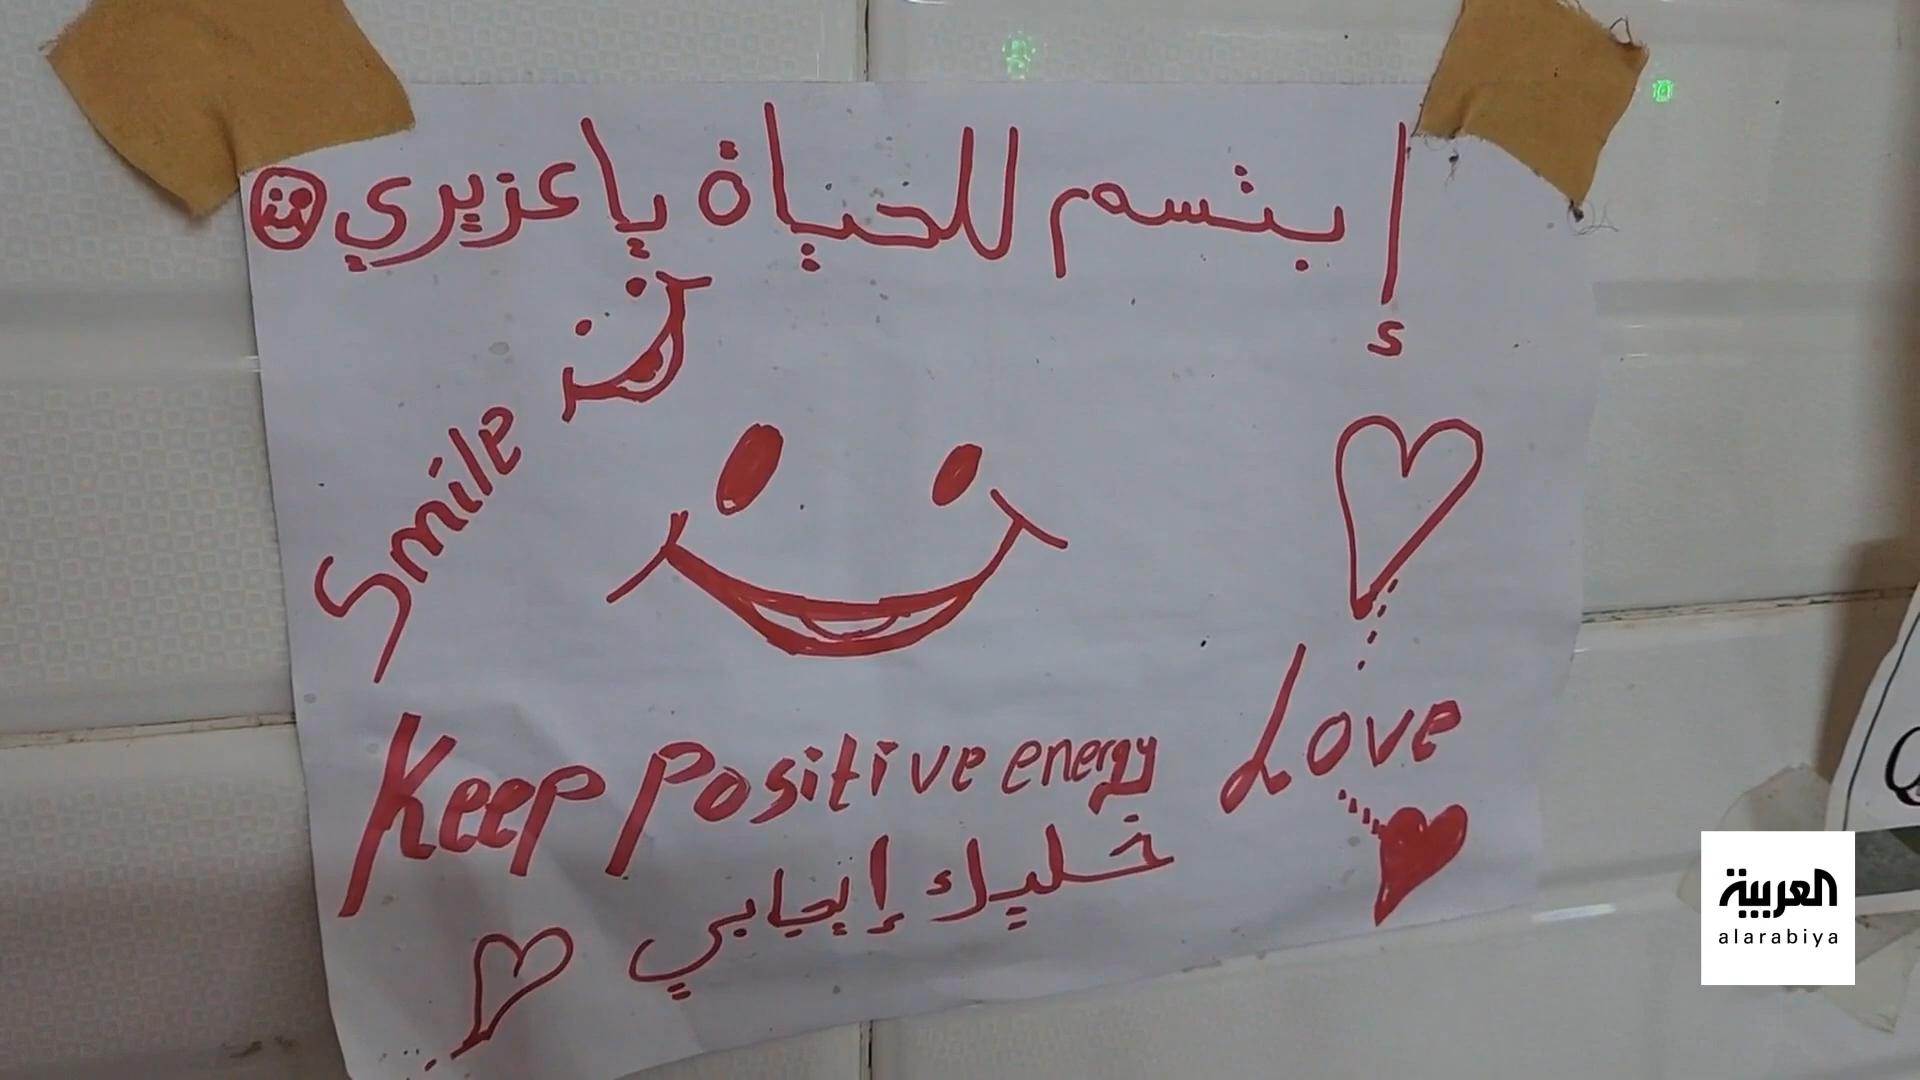 إبتسم للحياة ياعزيزي
Smile
Keep Positive energy
Love
خليك إيجابي
العربية
alarabiya